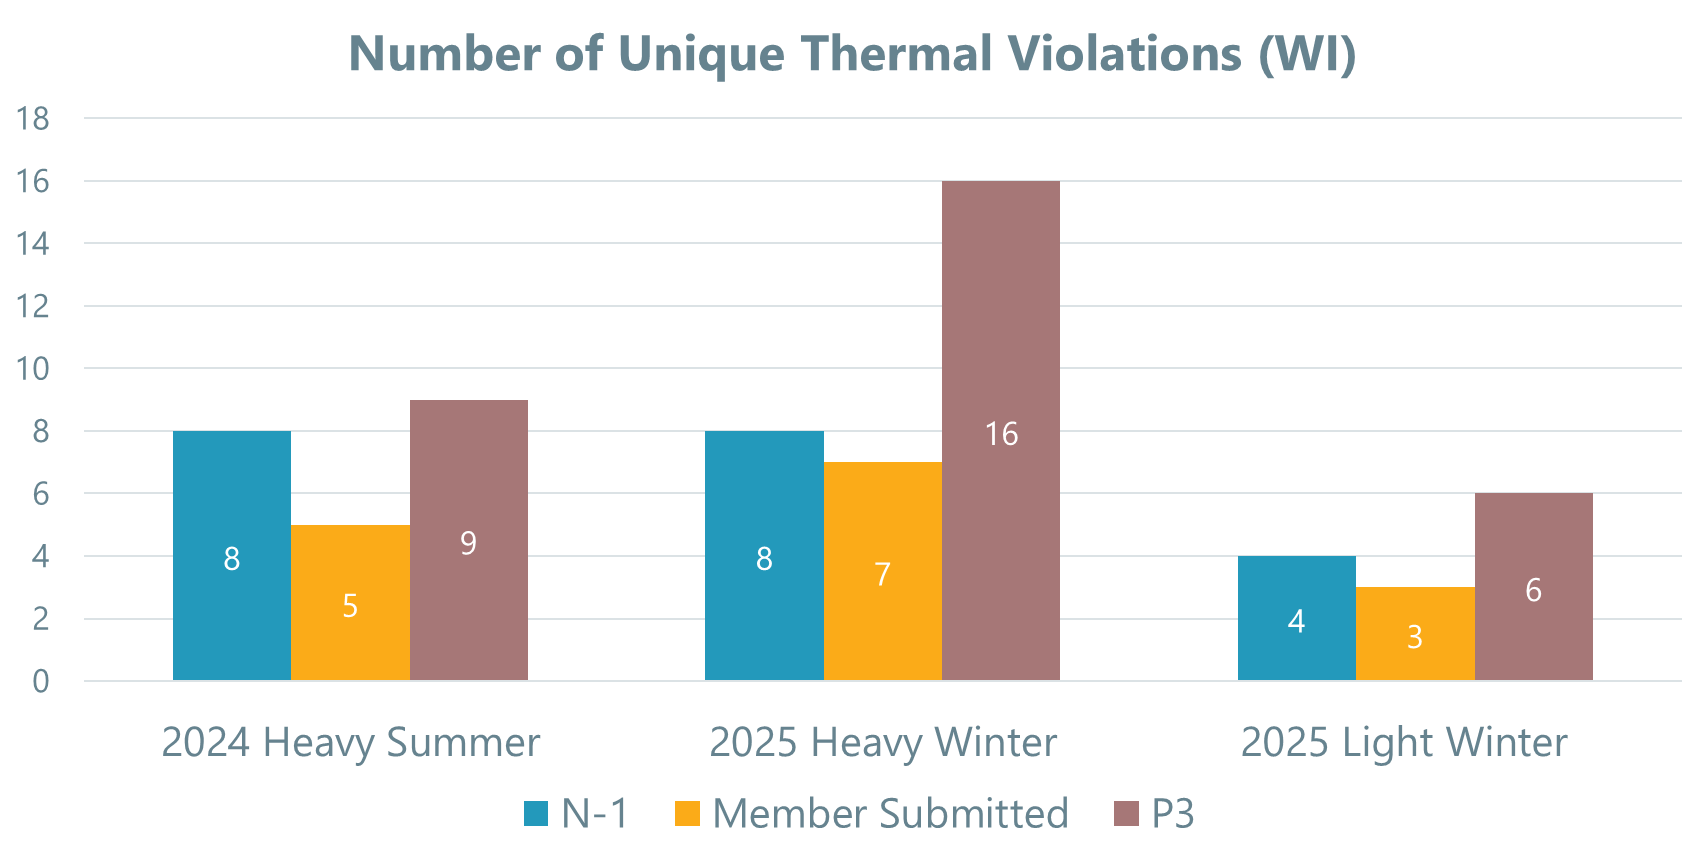 Number of Unique Thermal Violations (WI)
18
16
14
12
10
8
6
4
2
0
8
5
9
8
7
16
4
3
6
2024 Heavy Summer
2025 Heavy Winter
2025 Light Winter
N-1
Member Submitted
P3